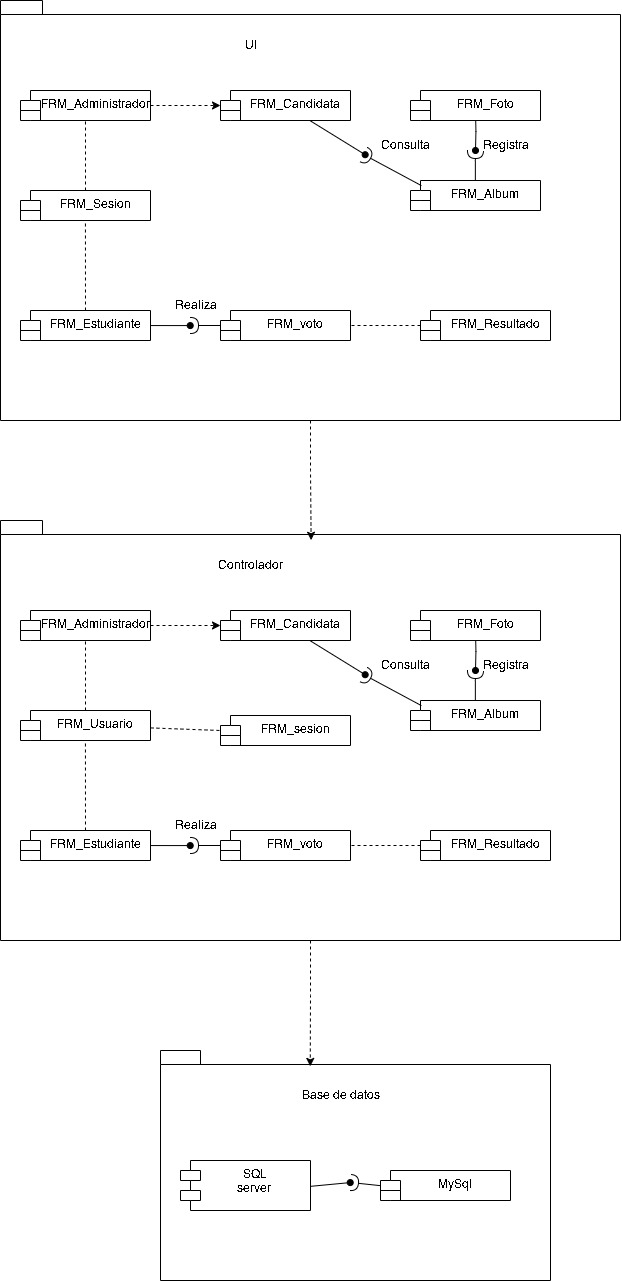 UI
FRM_Administrador
FRM_Candidata
FRM_Foto
Consulta
Registra
FRM_Sesion
FRM_Album
Realiza
FRM_Estudiante
FRM_voto
FRM_Resultado
Controlador
FRM_Administrador
FRM_Candidata
FRM_Foto
Consulta
Registra
FRM_Usuario
FRM_sesion
FRM_Album
Realiza
FRM_Estudiante
FRM_voto
FRM_Resultado
Base de datos
SQL
server
MySql